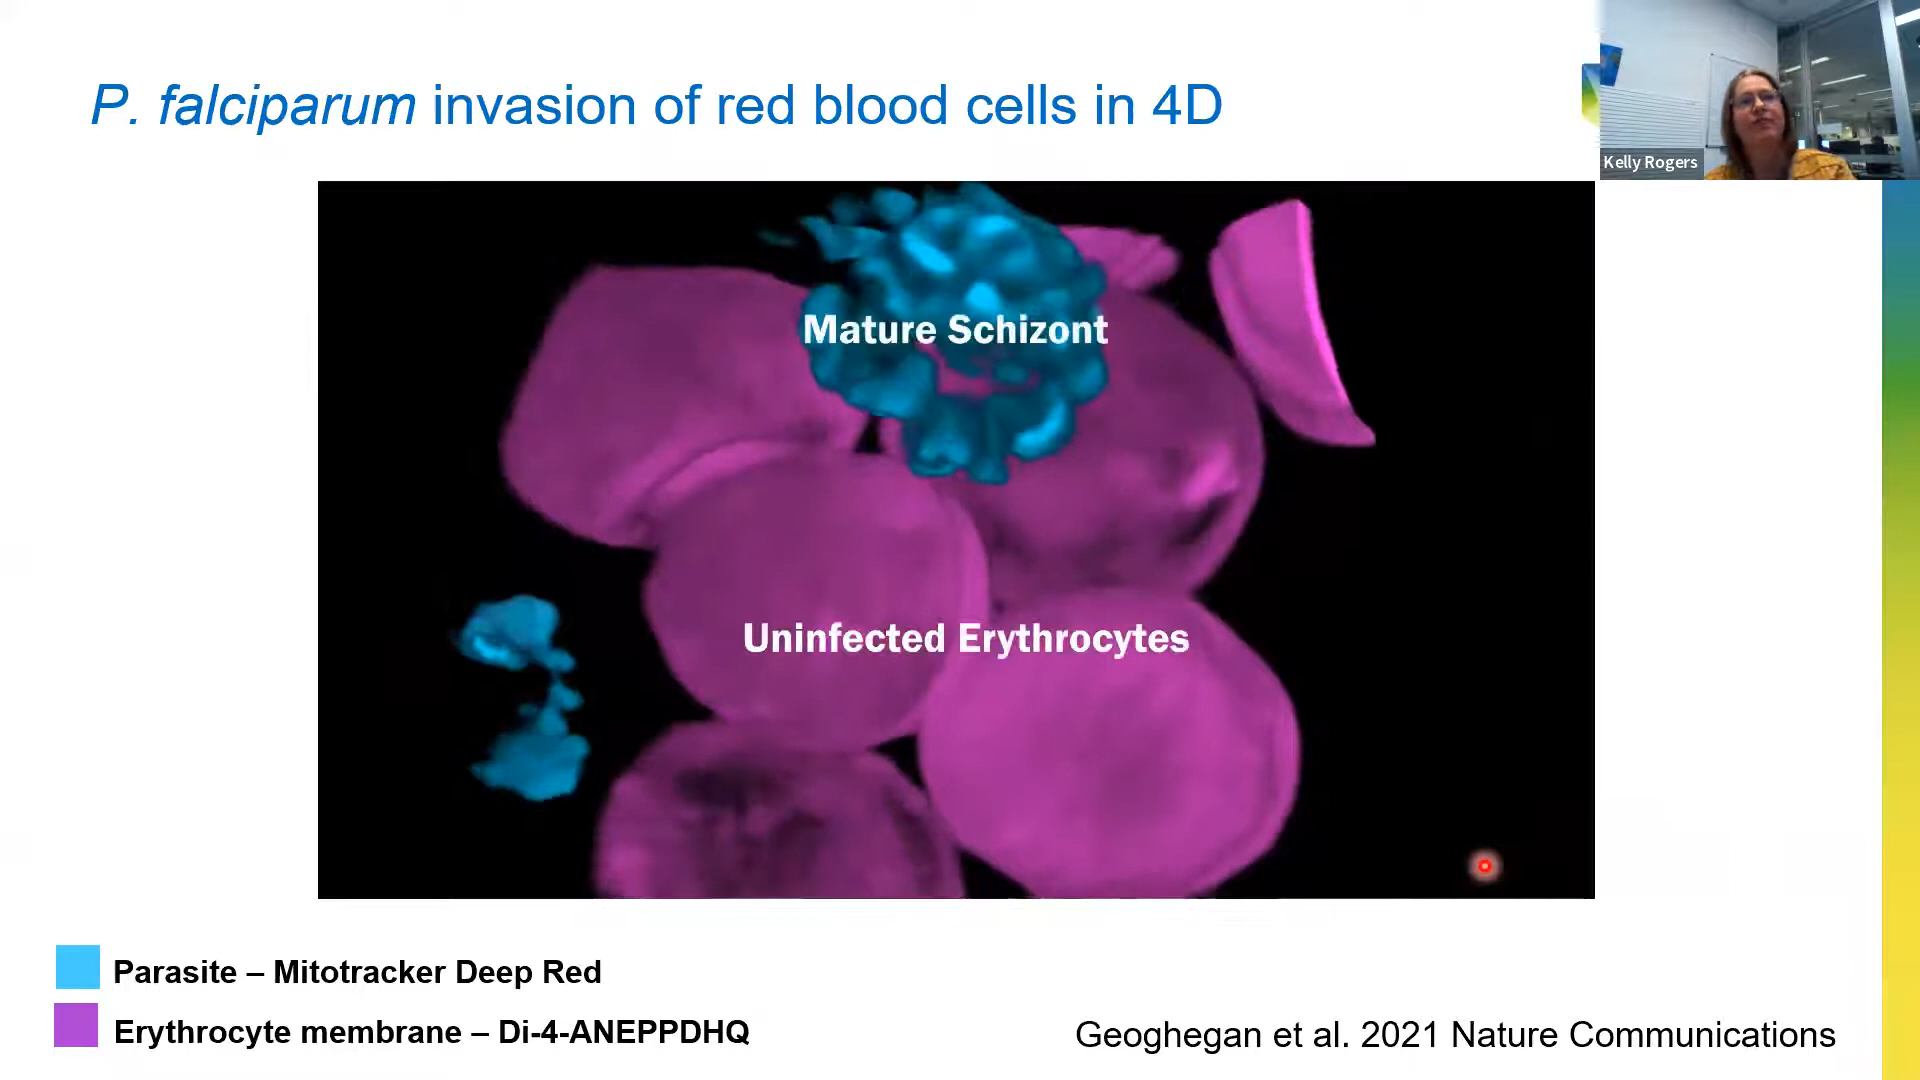 P. falciparum invasion of red blood cells in 4D
Kelly Rogers
Mature Schizont
Uninfected Erythrocytes
Parasite – Mitotracker Deep Red
Erythrocyte membrane – Di-4-ANEPPDHQ
Geoghegan et al. 2021 Nature Communications